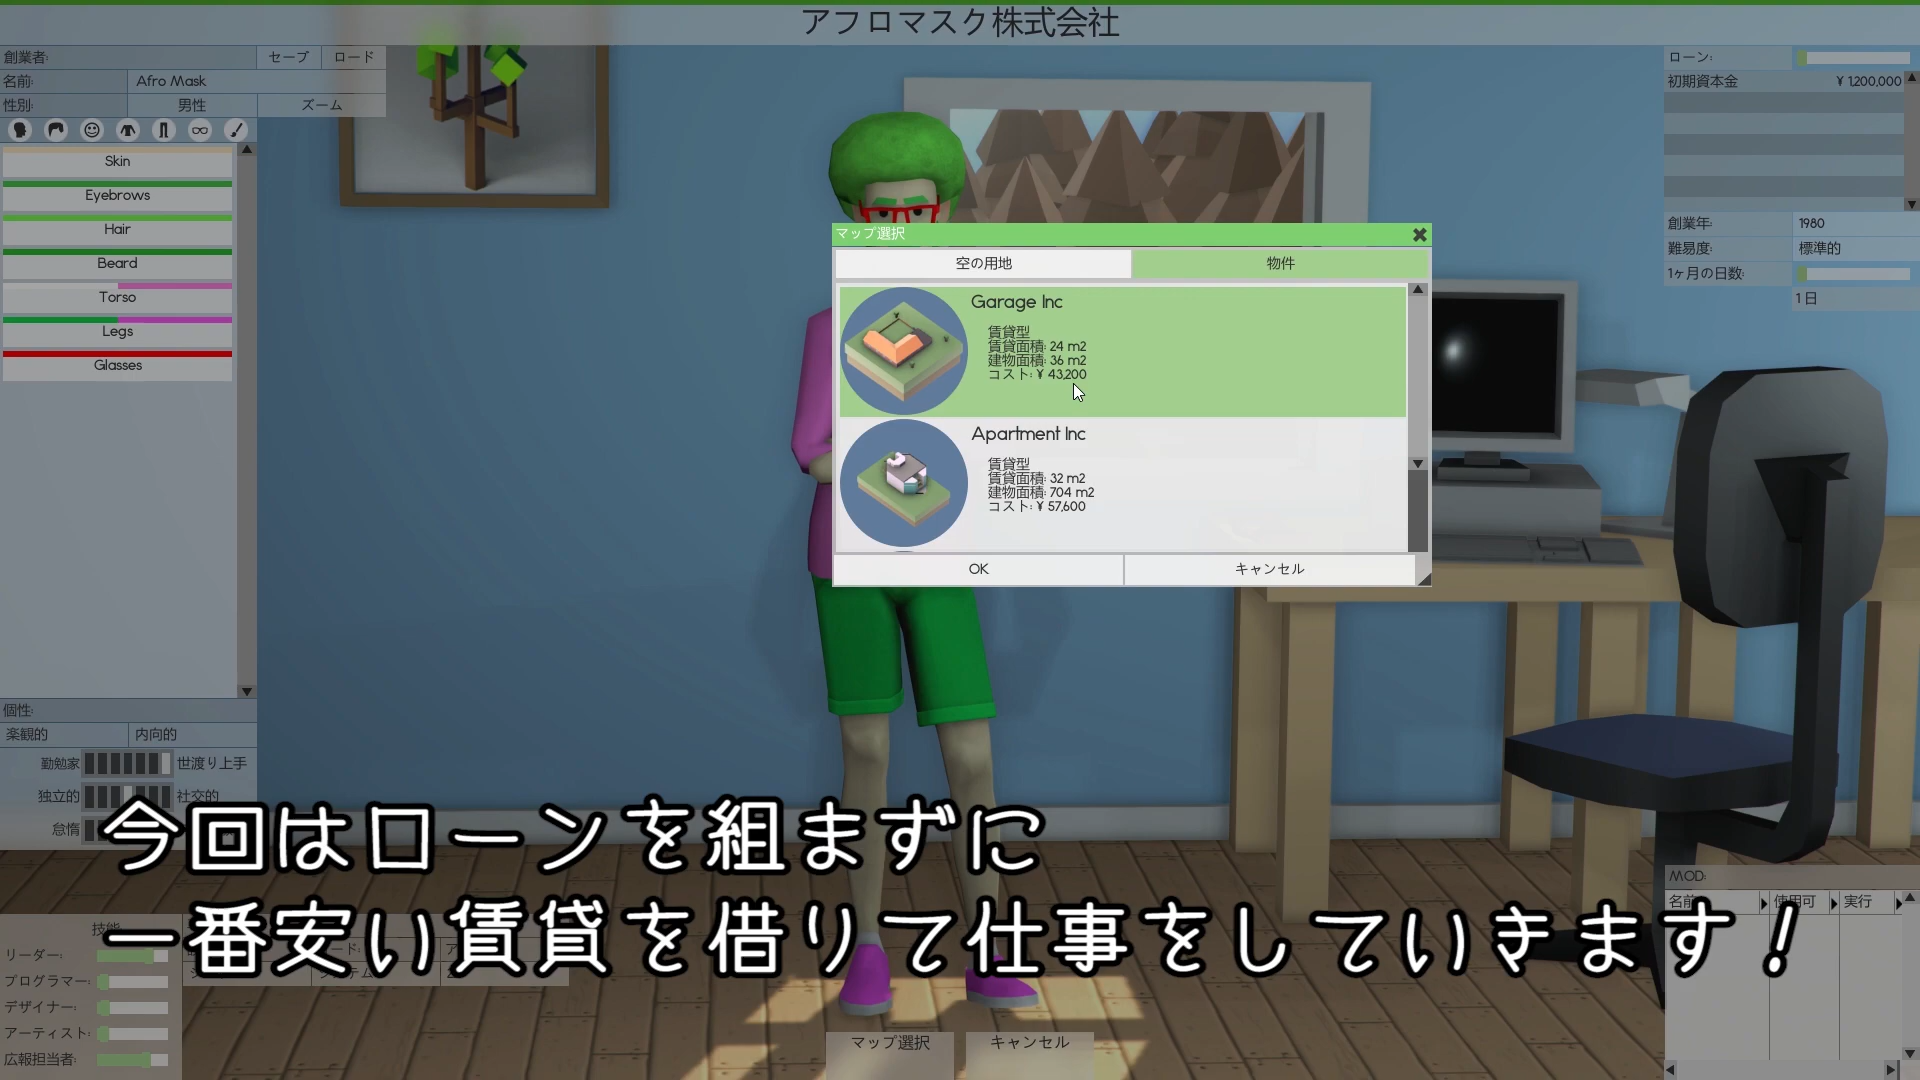 アフロマスク株式会社
創業者:
セーブ
ロード
名前:
Afro Mask
性別:
男性
ズーム
Skin
Eyebrows
Hair
Beard
Torso
Legs
Glasses
ローン:
初期資本金
¥ 1,200,000
創業年:
1980
難易度:
標準的
1ヶ月の日数:
1日
マップ選択
空の用地
物件
Garage Inc
賃貸型
賃貸面積: 24 m2
建物面積: 36 m2
コスト: ¥ 43,200
Apartment Inc
賃貸型
賃貸面積: 32 m2
建物面積: 704 m2
コスト: ¥ 57,600
OK
キャンセル
個性:
楽観的
内向的
勤勉家
世渡り上手
独立的
社交的
怠惰
今回はローンを組まずに
一番安い賃貸を借りて仕事をしていきます!
MOD:
名前
使用可
実行
技能
リーダー:
プログラマー:
デザイナー:
アーティスト:
広報担当者:
マップ選択
キャンセル